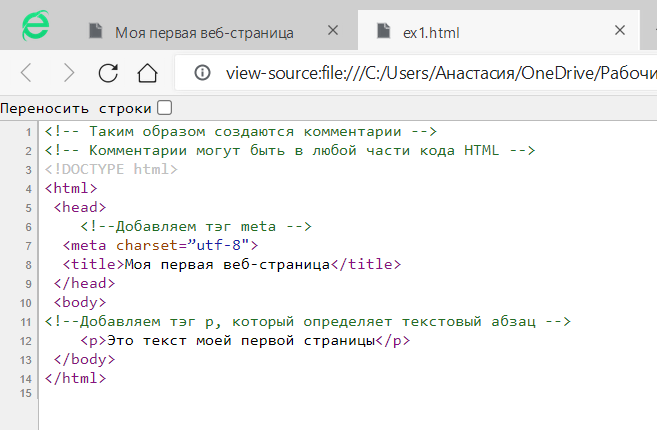 Моя первая веб-страница
ex1.html
view-source:file:///C:/Users/Анастасия/OneDrive/Рабочи
Переносить строки
1 <!-- Таким образом создаются комментарии -->
2 <!-- Комментарии могут быть в любой части кода HTML -->
3 <!DOCTYPE html>
4 <html>
5 <head>
6 <!--Добавляем тэг meta -->
7 <meta charset=”utf-8">
8 <title>Моя первая веб-страница</title>
9 </head>
10 <body>
11 <!--Добавляем тэг p, который определяет текстовый абзац -->
12 <p>Это текст моей первой страницы</p>
13 </body>
14 </html>
15